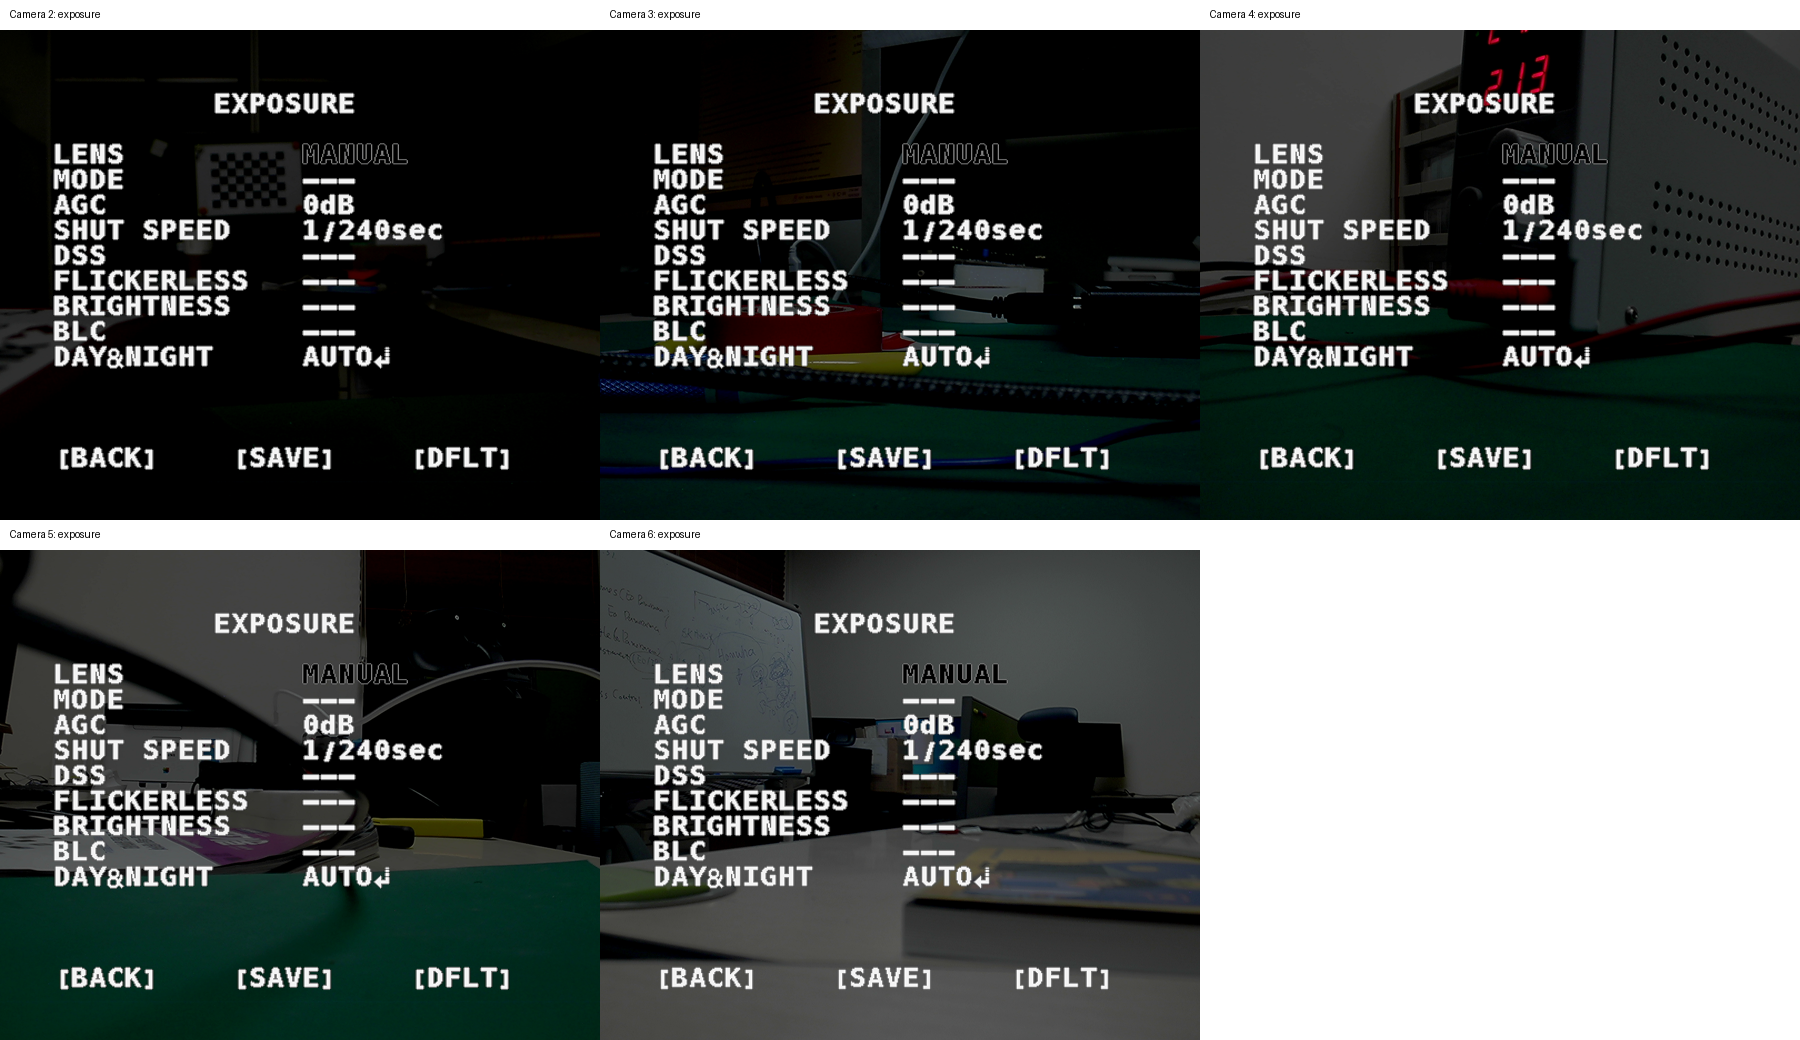 Camera 2: exposure
EXPOSURE
LENS MANUAL
MODE ---
AGC 0dB
SHUT SPEED 1/240sec
DSS ---
FLICKERLESS ---
BRIGHTNESS ---
BLC ---
DAY&NIGHT AUTO↲
[BACK] [SAVE] [DFLT]
Camera 3: exposure
EXPOSURE
LENS MANUAL
MODE ---
AGC 0dB
SHUT SPEED 1/240sec
DSS ---
FLICKERLESS ---
BRIGHTNESS ---
BLC ---
DAY&NIGHT AUTO↲
[BACK] [SAVE] [DFLT]
Camera 4: exposure
213
EXPOSURE
LENS MANUAL
MODE ---
AGC 0dB
SHUT SPEED 1/240sec
DSS ---
FLICKERLESS ---
BRIGHTNESS ---
BLC ---
DAY&NIGHT AUTO↲
[BACK] [SAVE] [DFLT]
Camera 5: exposure
EXPOSURE
LENS MANUAL
MODE ---
AGC 0dB
SHUT SPEED 1/240sec
DSS ---
FLICKERLESS ---
BRIGHTNESS ---
BLC ---
DAY&NIGHT AUTO↲
[BACK] [SAVE] [DFLT]
Camera 6: exposure
EXPOSURE
LENS MANUAL
MODE ---
AGC 0dB
SHUT SPEED 1/240sec
DSS ---
FLICKERLESS ---
BRIGHTNESS ---
BLC ---
DAY&NIGHT AUTO↲
[BACK] [SAVE] [DFLT]